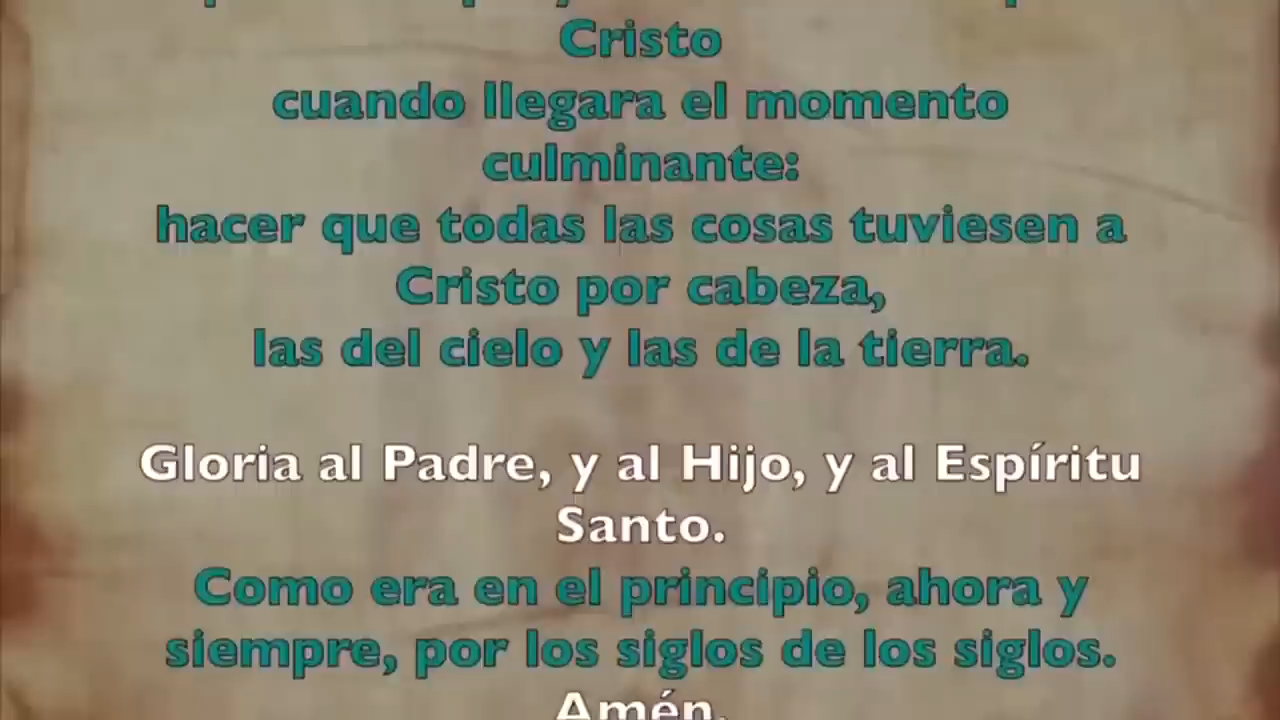 Cristo
cuando llegara el momento
culminante:
hacer que todas las cosas tuviesen a
Cristo por cabeza,
las del cielo y las de la tierra.
Gloria al Padre, y al Hijo, y al Espíritu
Santo.
Como era en el principio, ahora y
siempre, por los siglos de los siglos.
Amén.